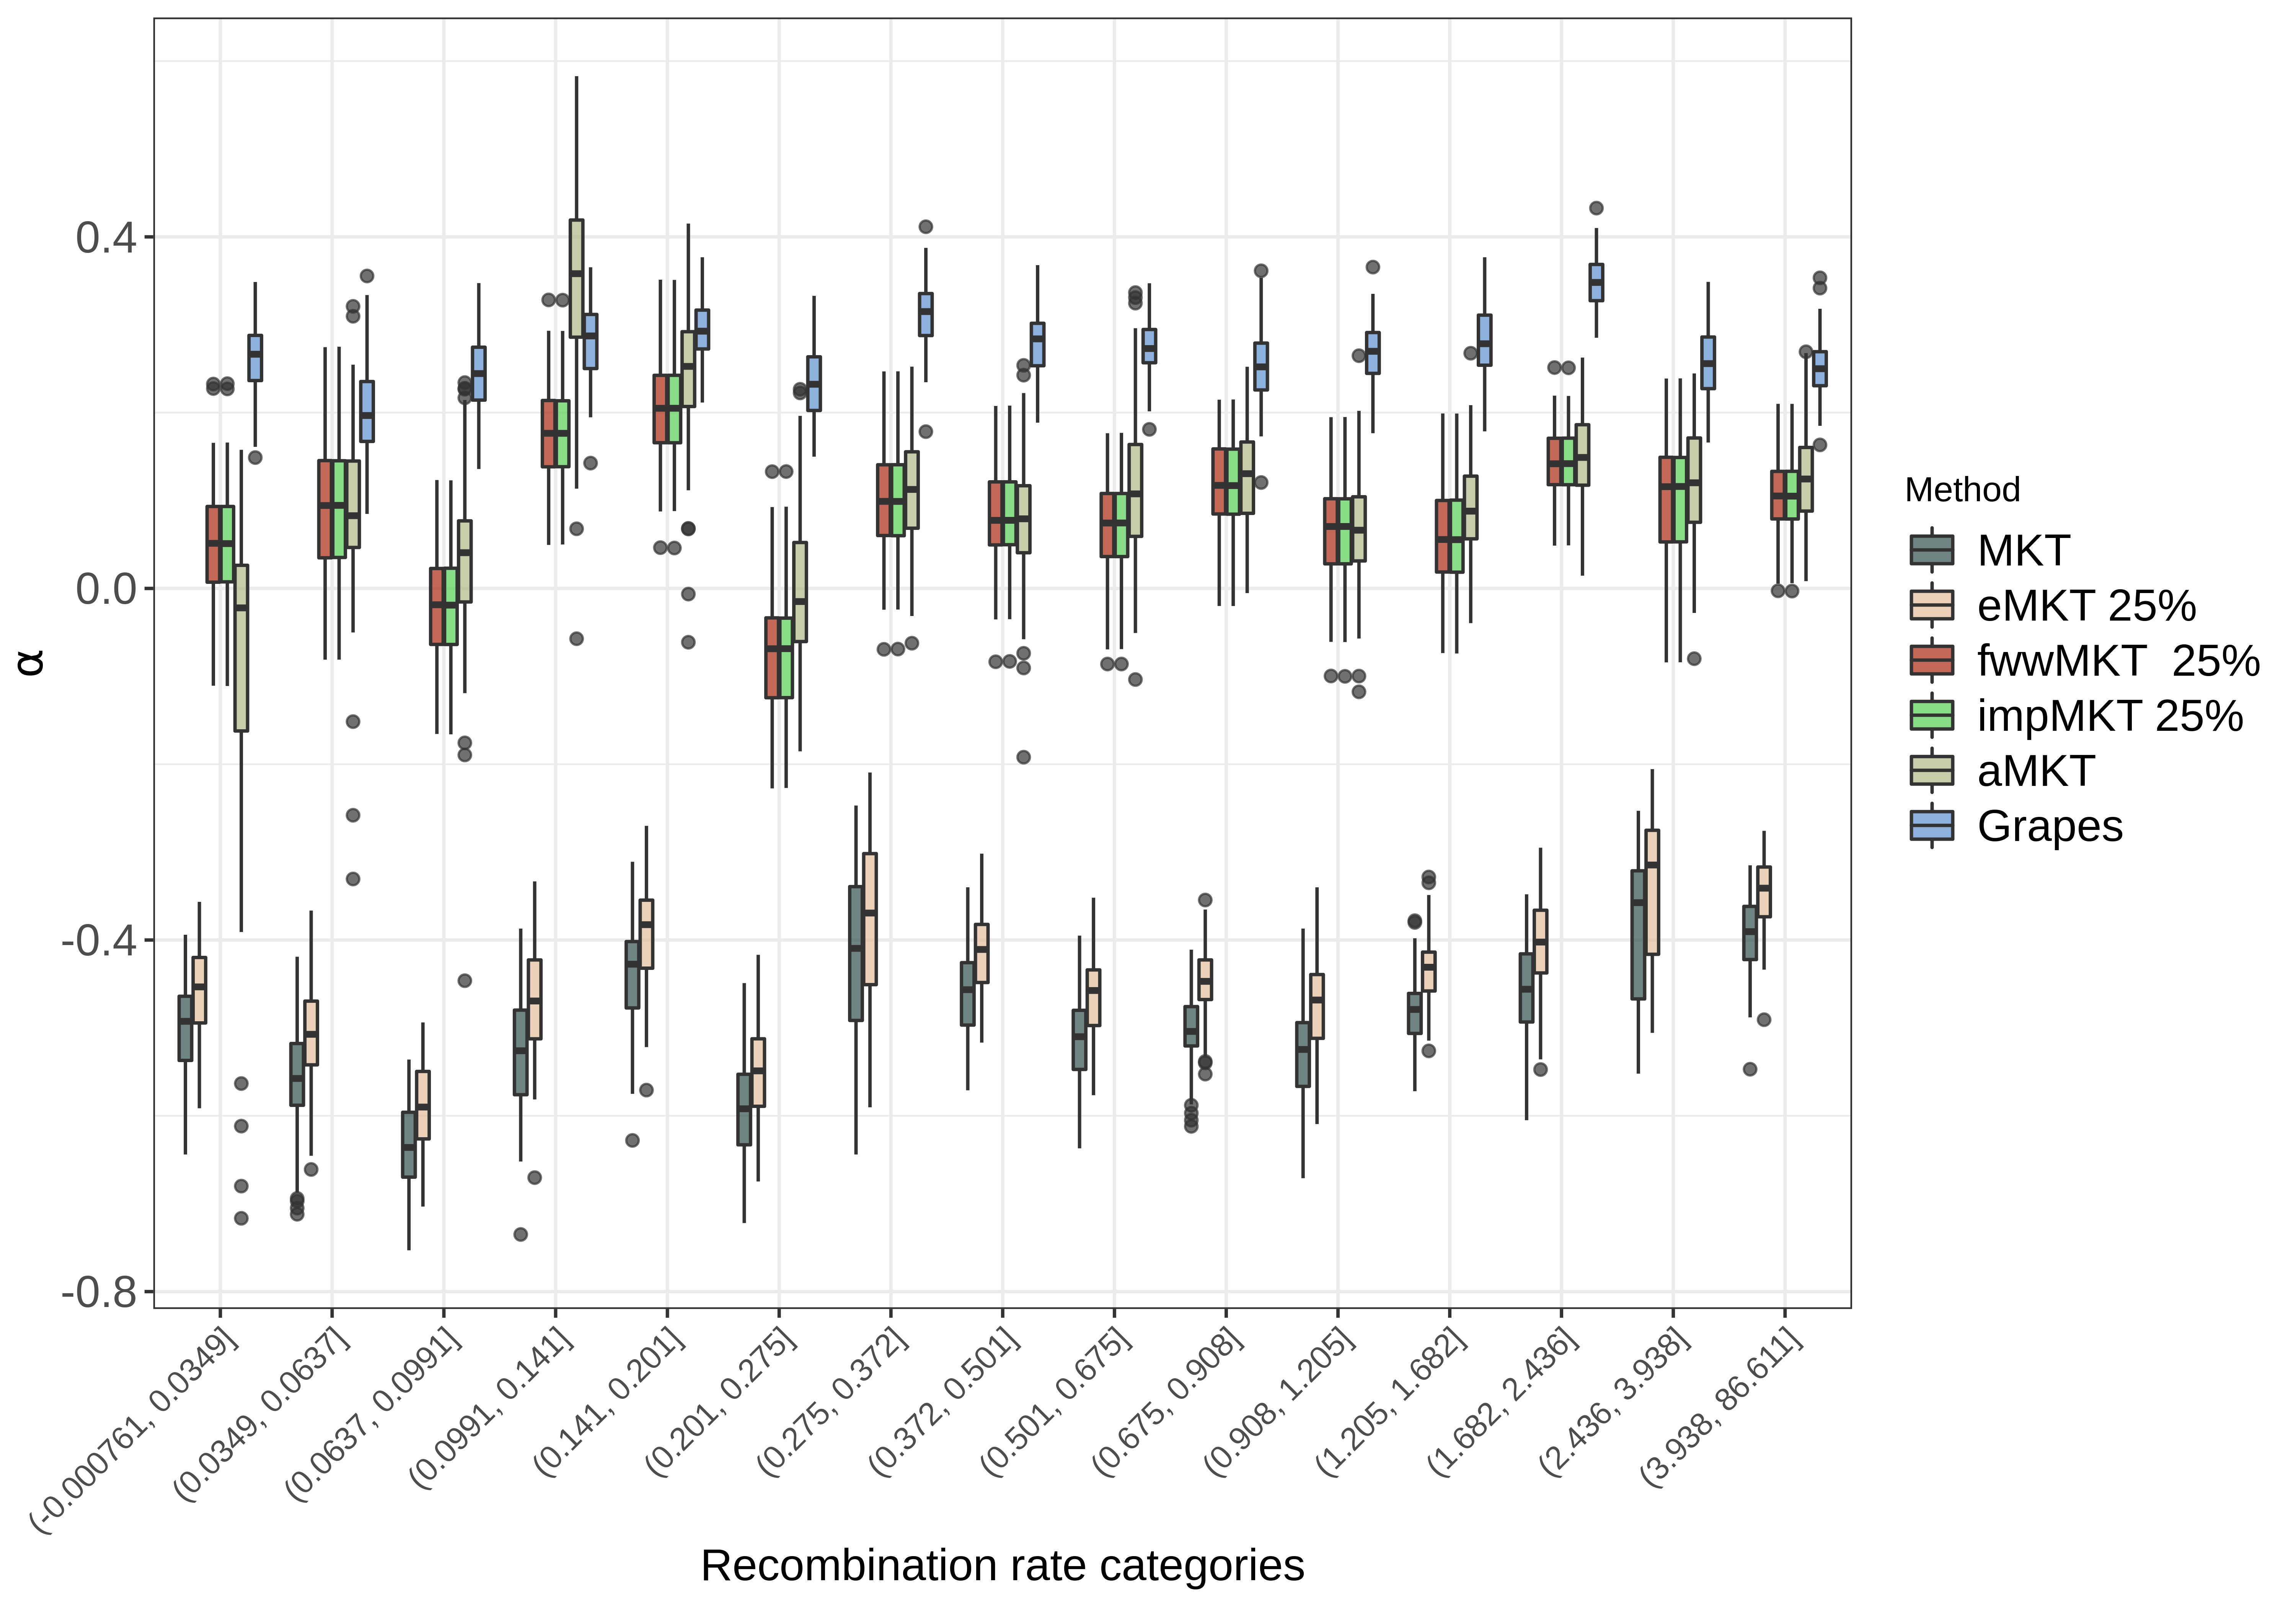 α
0.4
0.0
-0.4
-0.8
(-0.000761, 0.0349]
(0.0349, 0.0637]
(0.0637, 0.0991]
(0.0991, 0.141]
(0.141, 0.201]
(0.201, 0.275]
(0.275, 0.372]
(0.372, 0.501]
(0.501, 0.675]
(0.675, 0.908]
(0.908, 1.205]
(1.205, 1.682]
(1.682, 2.436]
(2.436, 3.938]
(3.938, 86.611]
Recombination rate categories
Method
MKT
eMKT 25%
fwwMKT  25%
impMKT 25%
aMKT
Grapes